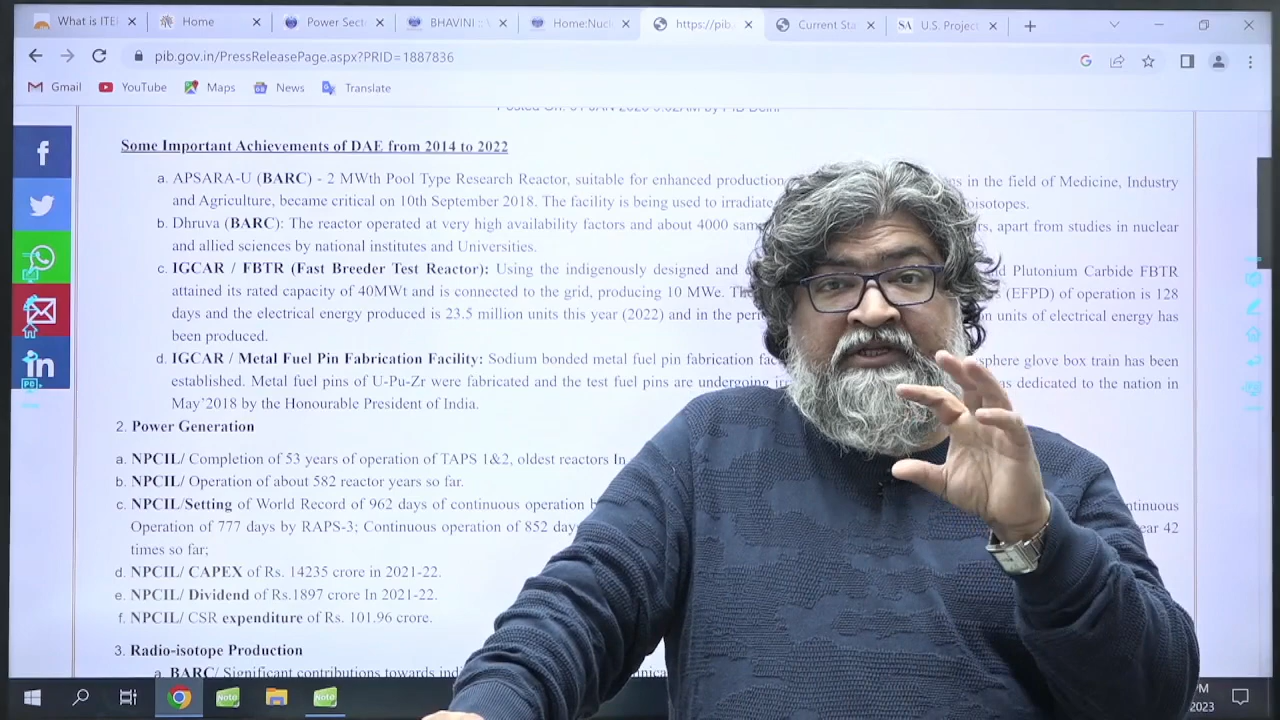 What is ITE
Home
Power Sect
BHAVINI ::
Home:Nucl
https://pib.
Current Sta
SA U.S. Project
pib.gov.in/PressReleasePage.aspx?PRID=1887836
Gmail YouTube Maps News Translate
Some Important Achievements of DAE from 2014 to 2022
a. APSARA-U (BARC) - 2 MWth Pool Type Research Reactor, suitable for enhanced production in the field of Medicine, Industry
and Agriculture, became critical on 10th September 2018. The facility is being used to irradiate
b. Dhruva (BARC): The reactor operated at very high availability factors and about 4000 apart from studies in nuclear
and allied sciences by national institutes and Universities.
c. IGCAR / FBTR (Fast Breeder Test Reactor): Using the indigenously designed and Plutonium Carbide FBTR
attained its rated capacity of 40MWt and is connected to the grid, producing 10 MWe. (EFPD) of operation is 128
days and the electrical energy produced is 23.5 million units this year (2022) and in the units of electrical energy has
been produced.
d. IGCAR / Metal Fuel Pin Fabrication Facility: Sodium bonded metal fuel pin fabrication glove box train has been
established. Metal fuel pins of U-Pu-Zr were fabricated and the test fuel pins are undergoing as dedicated to the nation in
May'2018 by the Honourable President of India.
2. Power Generation
a. NPCIL/ Completion of 53 years of operation of TAPS 1&2, oldest reactors In
b. NPCIL/ Operation of about 582 reactor years so far.
c. NPCIL/Setting of World Record of 962 days of continuous operation
Operation of 777 days by RAPS-3; Continuous operation of 852 42
times so far;
d. NPCIL/ CAPEX of Rs. 14235 crore in 2021-22.
e. NPCIL/ Dividend of Rs.1897 crore In 2021-22.
f. NPCIL/ CSR expenditure of Rs. 101.96 crore.
3. Radio-isotope Production
a. BARC/ Significant contributions towards
2023